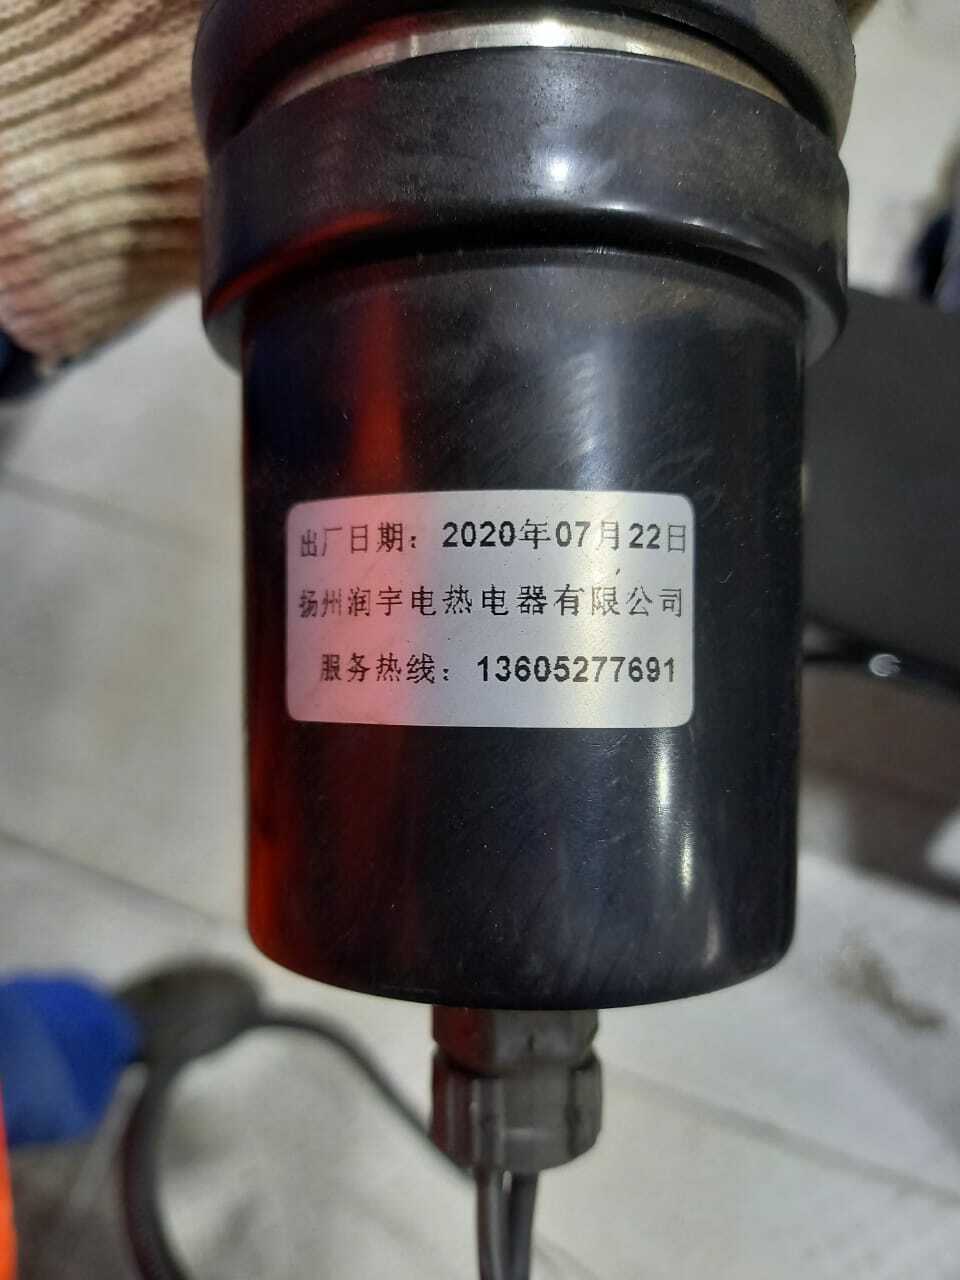 出厂日期：2020年07月22日
扬州润宇电热电器有限公司
服务热线：13605277691